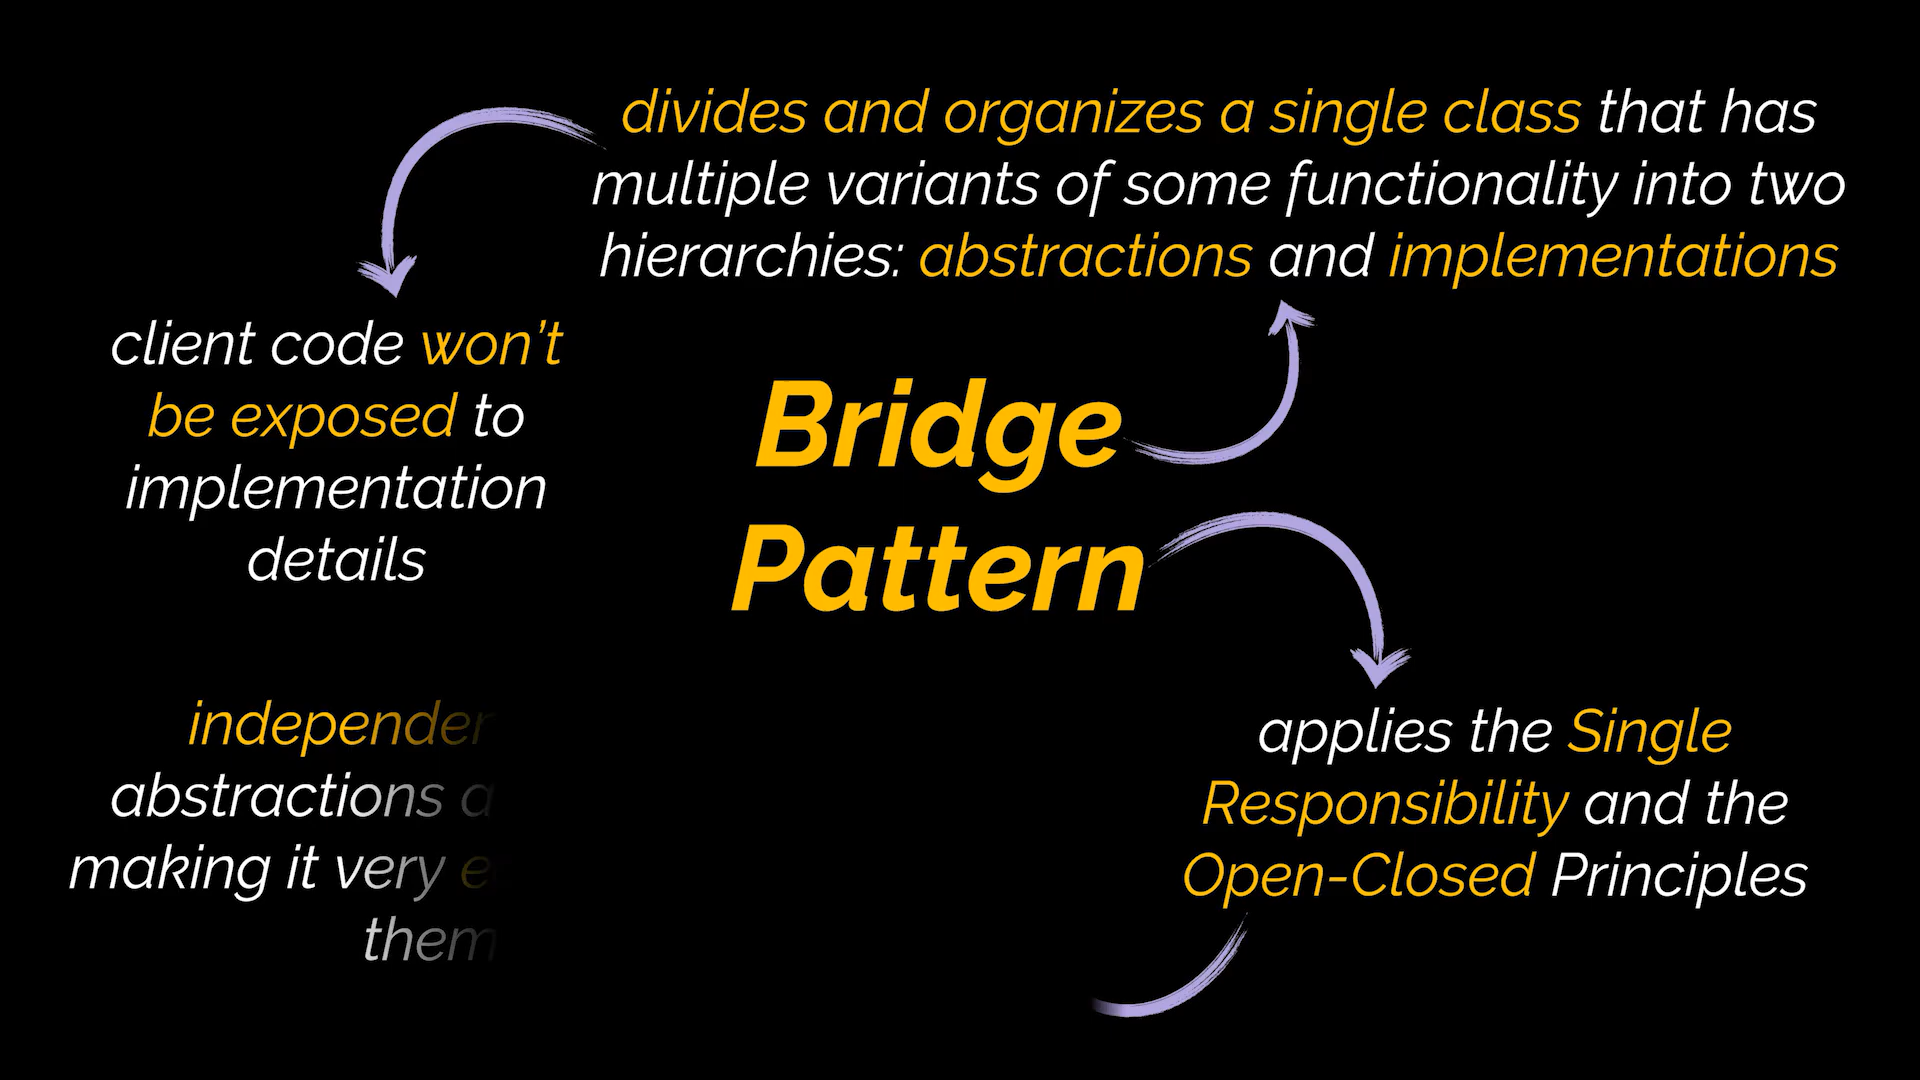 divides and organizes a single class that has
multiple variants of some functionality into two
hierarchies: abstractions and implementations
client code won't
be exposed to
implementation
details
Bridge
Pattern
applies the Single
Responsibility and the
Open-Closed Principles
abstractions
making it very